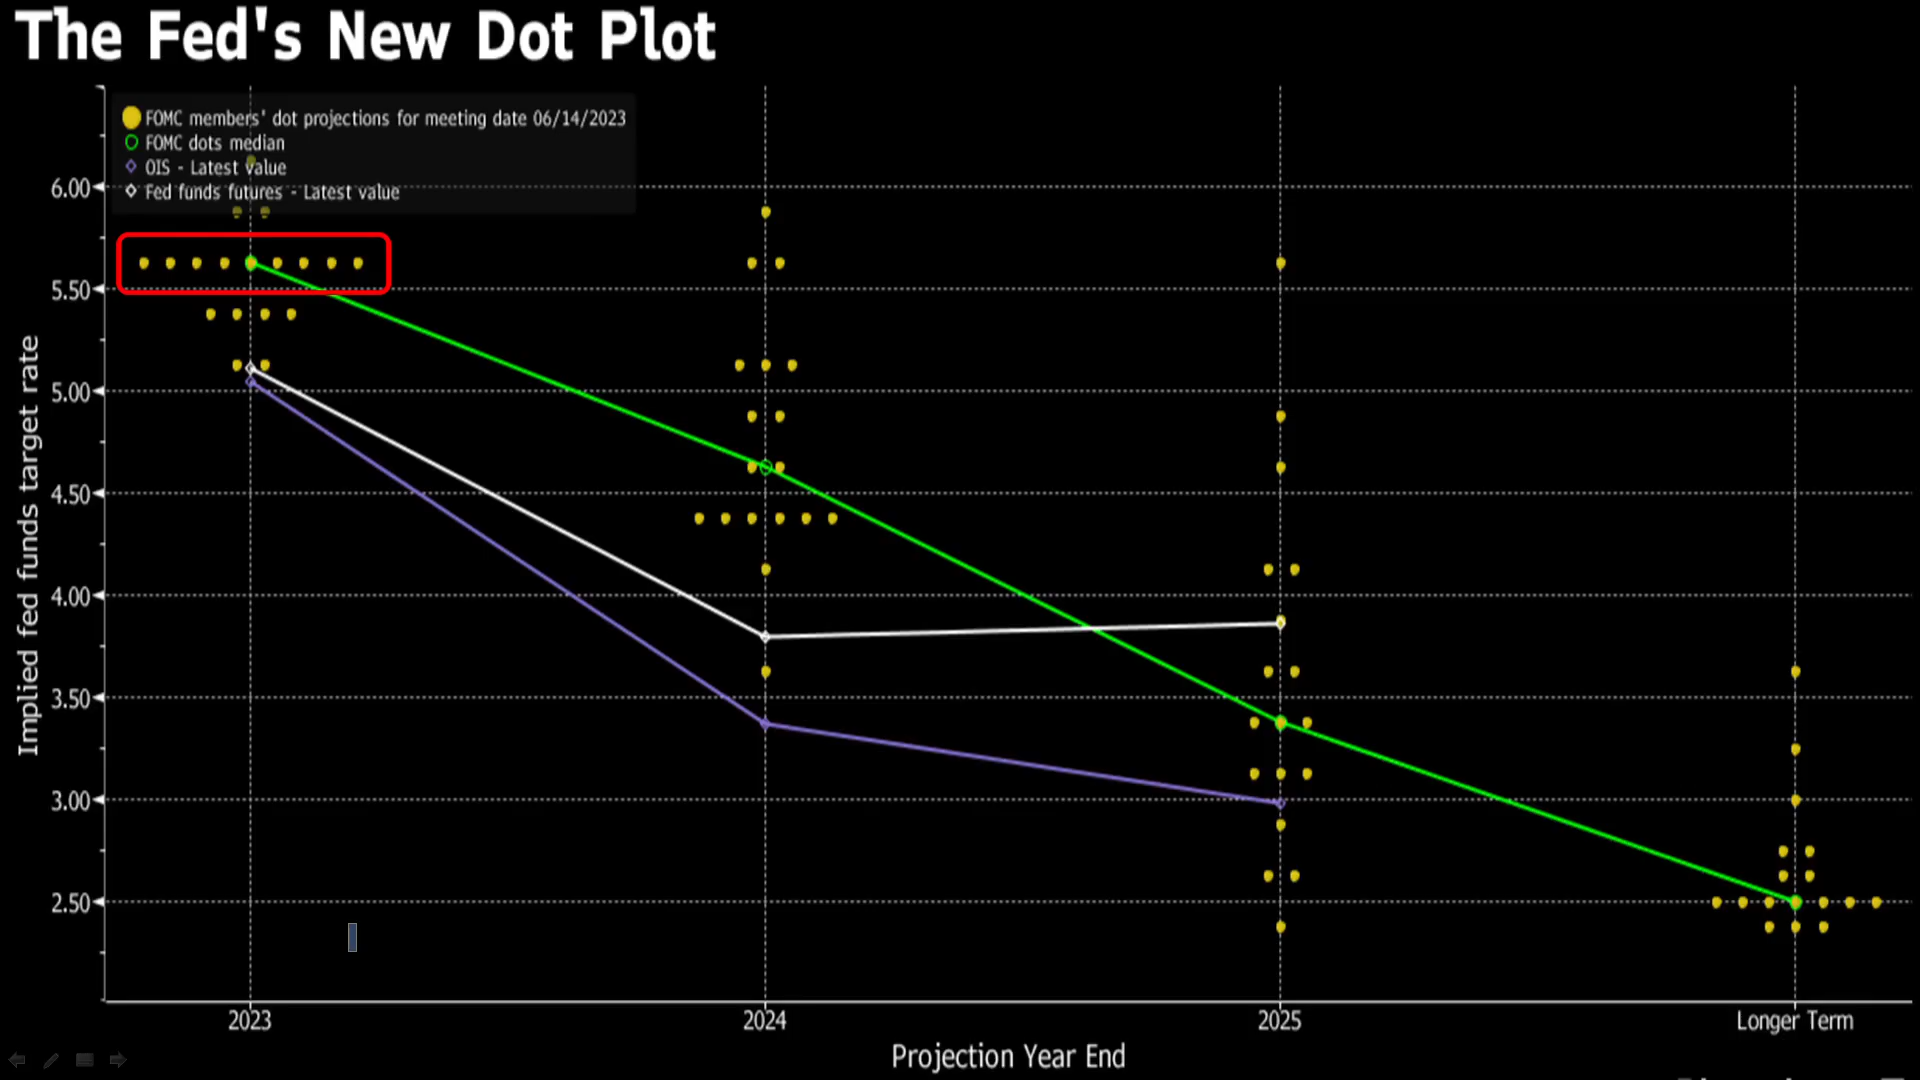 The Fed's New Dot Plot
FOMC members' dot projections for meeting date 06/14/2023
FOMC dots median
OIS - Latest value
Fed funds futures - Latest value
6.00
5.50
5.00
4.50
4.00
3.50
3.00
2.50
Implied fed funds target rate
2023
2024
2025
Longer Term
Projection Year End